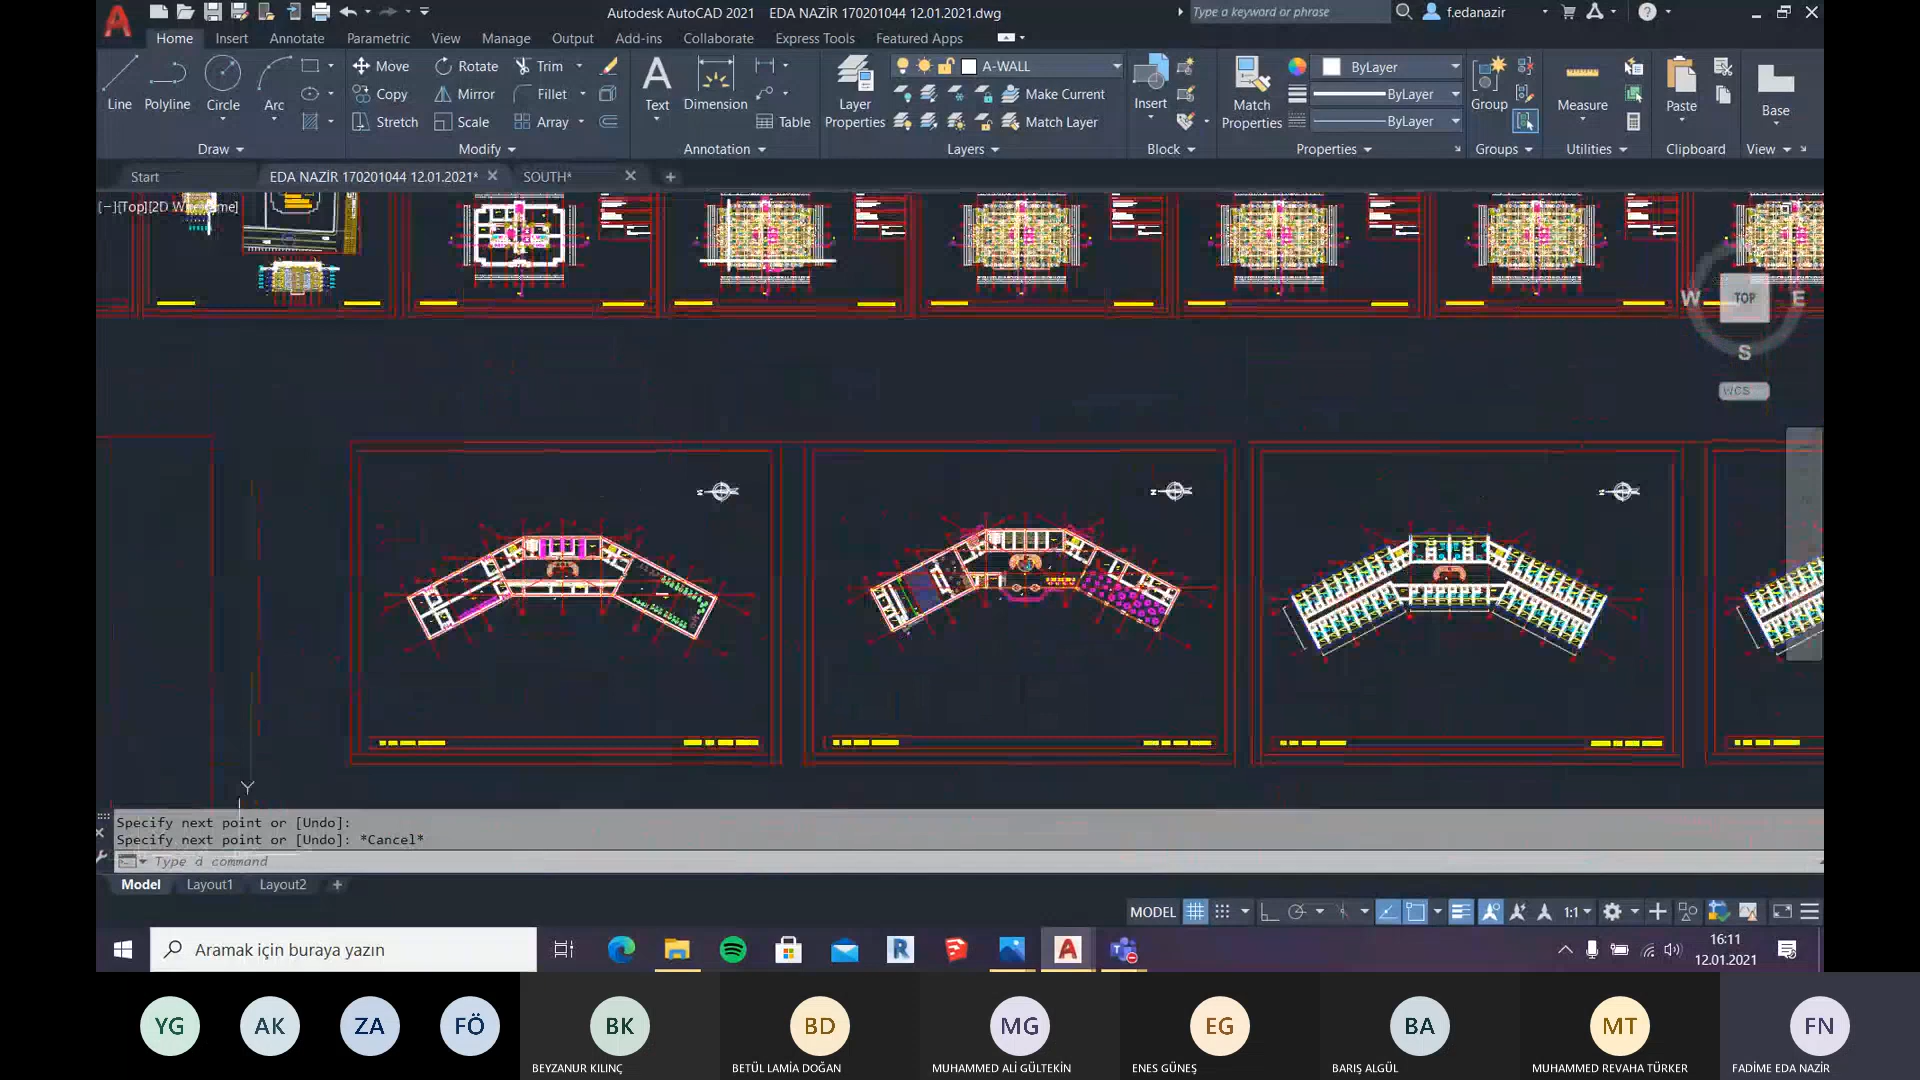 Autodesk AutoCAD 2021 EDA NAZİR 170201044 12.01.2021.dwg
Type a keyword or phrase
f.edanazir
Home Insert Annotate Parametric View Manage Output Add-ins Collaborate Express Tools Featured Apps
Line Polyline Circle Arc
Move Rotate Trim
Copy Mirror Fillet
Stretch Scale Array
Text Dimension Table
Layer Properties
A-WALL
Make Current
Match Layer
Insert
Match Properties
ByLayer
ByLayer
ByLayer
Group Measure Paste Base
Draw Modify Annotation Layers Block Properties Groups Utilities Clipboard View
Start EDA NAZİR 170201044 12.01.2021* SOUTH*
[−][Top][2D Wireframe]
W TOP E
S
WCS
Y
Specify next point or [Undo]:
Specify next point or [Undo]: *Cancel*
Type a command
Model Layout1 Layout2
MODEL 1:1
Aramak için buraya yazın
16:11
12.01.2021
YG AK ZA FÖ BK BD MG EG BA MT FN
BEYZANUR KILINÇ BETÜL LAMİA DOĞAN MUHAMMED ALİ GÜLTEKİN ENES GÜNEŞ BARIŞ ALGÜL MUHAMMED REVAHA TÜRKER FADİME EDA NAZİR